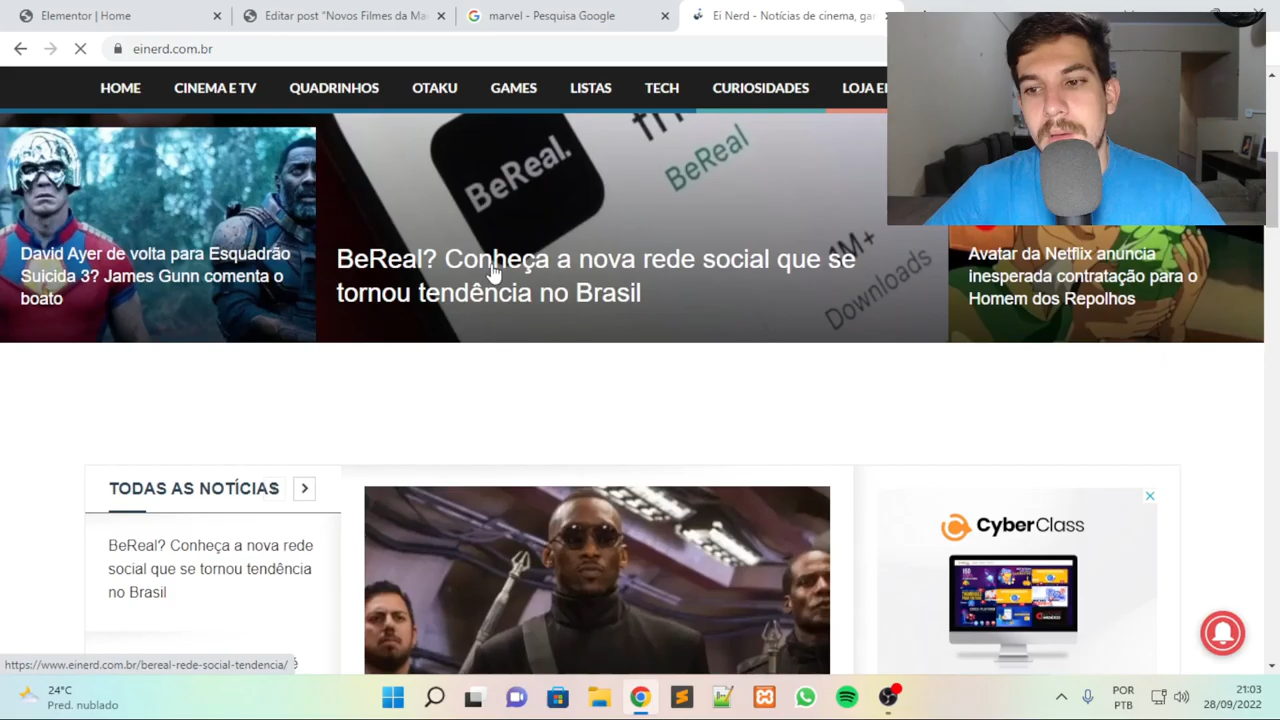 Elementor | Home
Editar post "Novos Filmes da Ma
marvel - Pesquisa Google
Ei Nerd - Notícias de cinema, ga
einerd.com.br
HOME CINEMA E TV QUADRINHOS OTAKU GAMES LISTAS TECH CURIOSIDADES LOJA
BeReal.
BeReal
1M+
Downloads
David Ayer de volta para Esquadrão
Suicida 3? James Gunn comenta o
boato
BeReal? Conheça a nova rede social que se
tornou tendência no Brasil
Avatar da Netflix anuncia
inesperada contratação para o
Homem dos Repolhos
TODAS AS NOTÍCIAS
BeReal? Conheça a nova rede
social que se tornou tendência
no Brasil
CyberClass
https://www.einerd.com.br/bereal-rede-social-tendencia/
24°C
Pred. nublado
POR
PTB
21:03
28/09/2022